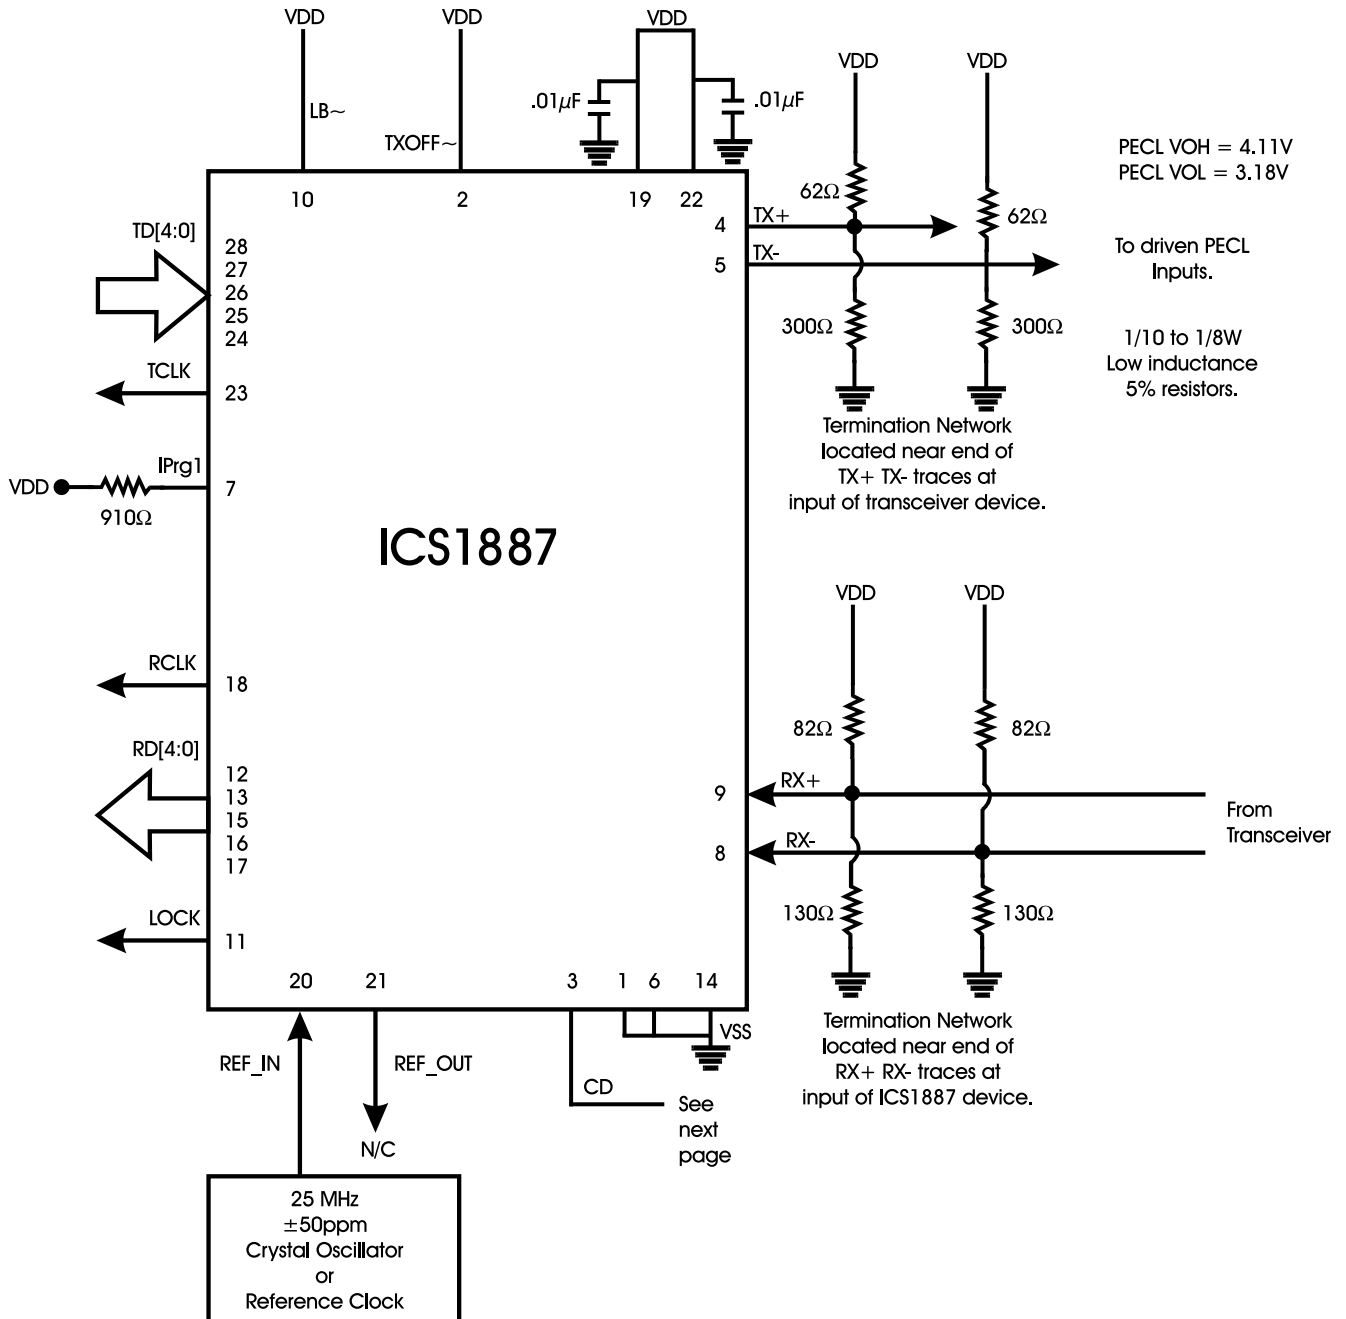 VDD
VDD
VDD
VDD
VDD
LB~
TXOFF~
.01µF
.01µF
PECL VOH = 4.11V
PECL VOL = 3.18V
10
2
19
22
62Ω
62Ω
TD[4:0]
28
27
26
25
24
4
TX+
5
TX-
To driven PECL
Inputs.
300Ω
300Ω
1/10 to 1/8W
Low inductance
5% resistors.
TCLK
23
Termination Network
located near end of
TX+ TX- traces at
input of transceiver device.
VDD
IPrg1
7
910Ω
ICS1887
VDD
VDD
RCLK
18
82Ω
82Ω
RD[4:0]
12
13
15
16
17
9
RX+
8
RX-
From
Transceiver
130Ω
130Ω
LOCK
11
20
21
3
1
6
14
VSS
Termination Network
located near end of
RX+ RX- traces at
input of ICS1887 device.
REF_IN
REF_OUT
CD
See
next
page
N/C
25 MHz
±50ppm
Crystal Oscillator
or
Reference Clock